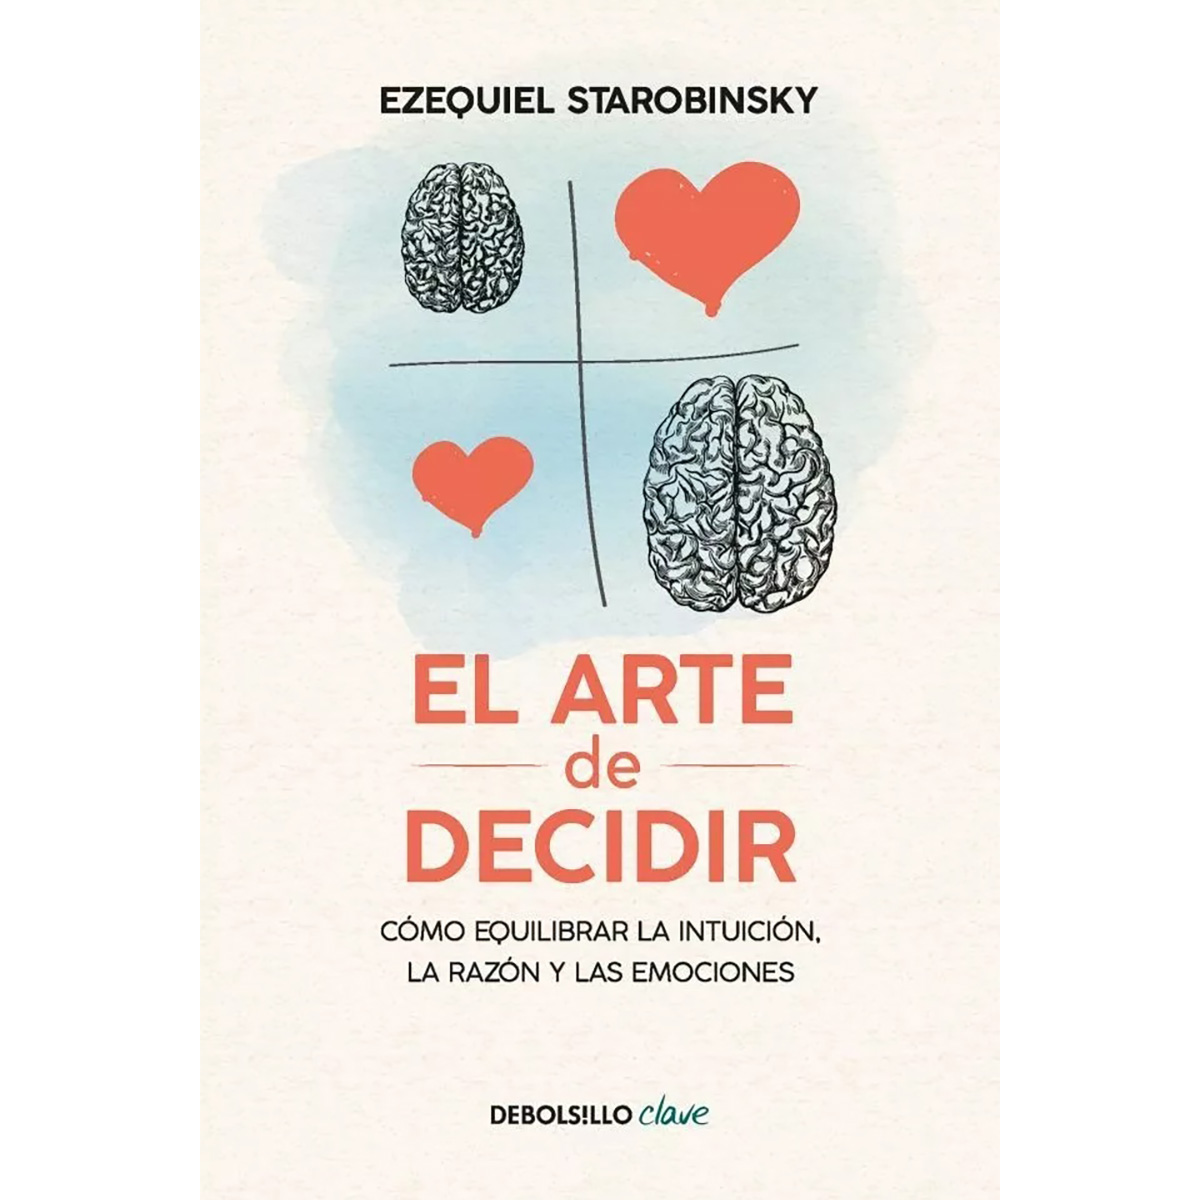 EZEQUIEL STAROBINSKY
EL ARTE
de
DECIDIR
CÓMO EQUILIBRAR LA INTUICIÓN,
LA RAZÓN Y LAS EMOCIONES
DEBOLS!LLO clave